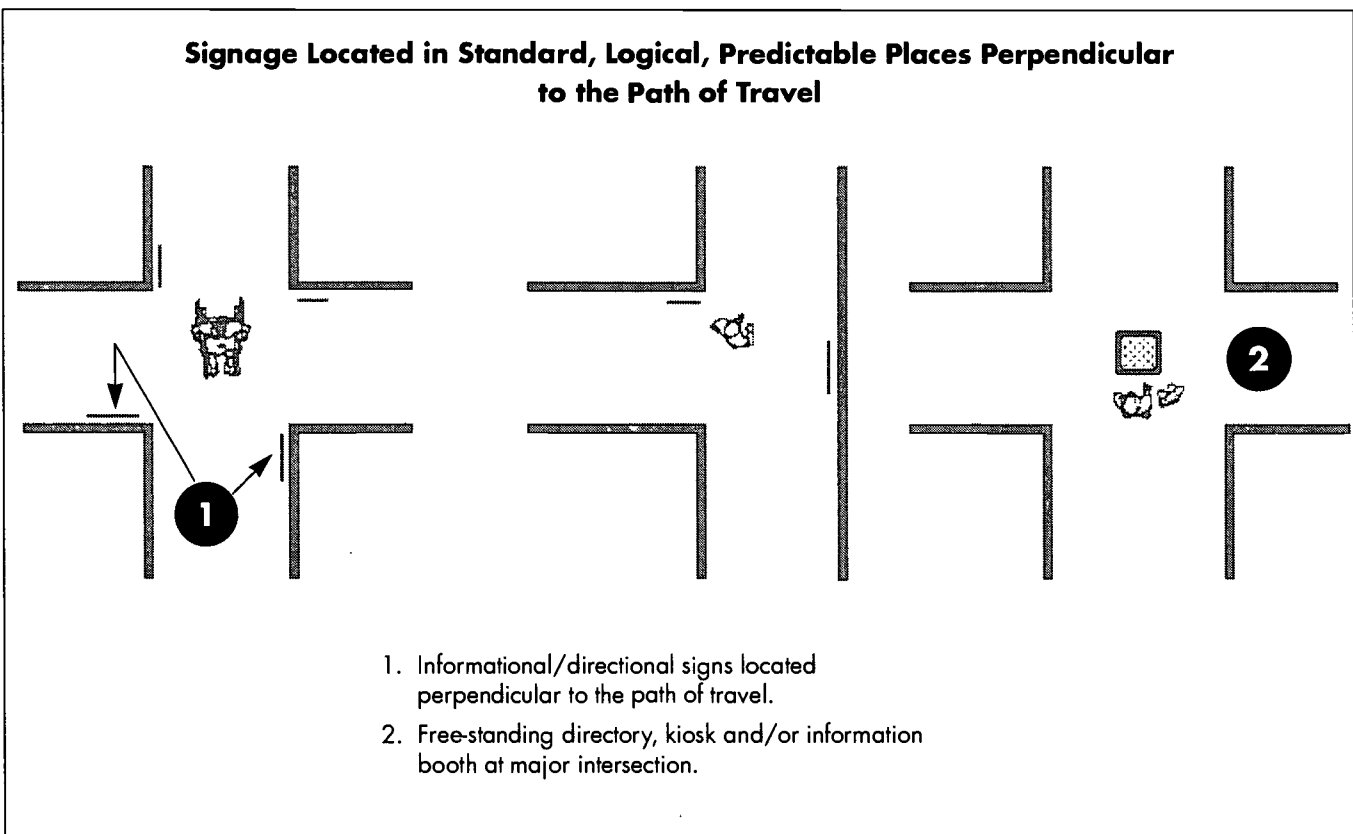 Signage Located in Standard, Logical, Predictable Places Perpendicular
to the Path of Travel
2
1
1. Informational/directional signs located
perpendicular to the path of travel.
2. Free-standing directory, kiosk and/or information
booth at major intersection.